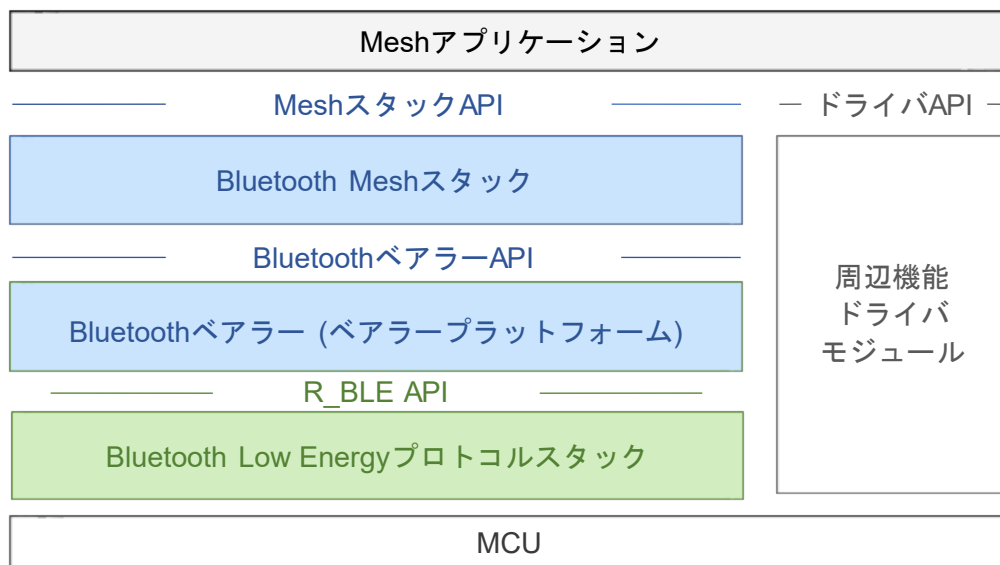 Meshアプリケーション
MeshスタックAPI
ドライバAPI
Bluetooth Meshスタック
BluetoothベアラーAPI
周辺機能
ドライバ
モジュール
Bluetoothベアラー (ベアラープラットフォーム)
R_BLE API
Bluetooth Low Energyプロトコルスタック
MCU